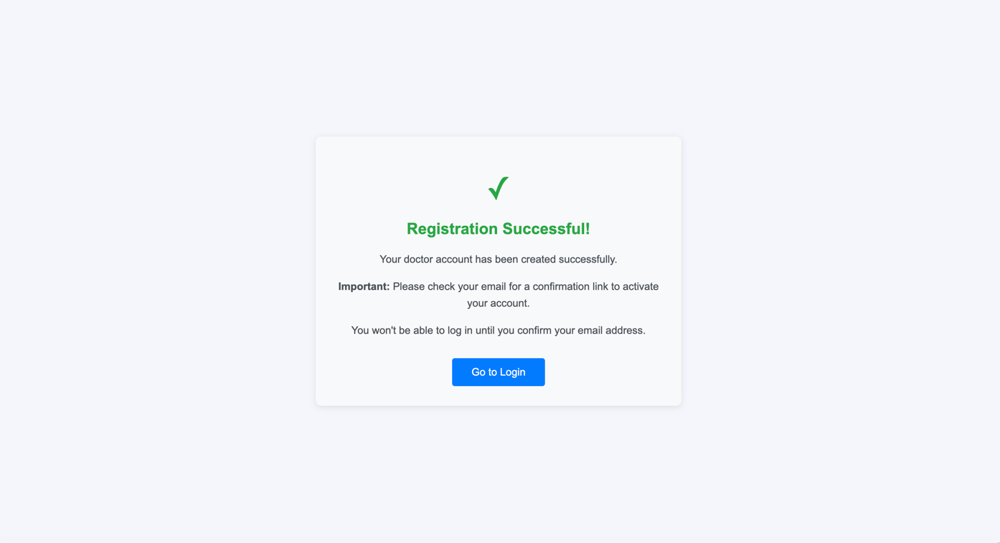 ✓
Registration Successful!
Your doctor account has been created successfully.
Important: Please check your email for a confirmation link to activate
your account.
You won't be able to log in until you confirm your email address.
Go to Login